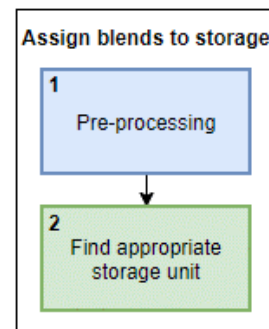 Assign blends to storage
1
Pre-processing
2
Find appropriate
storage unit